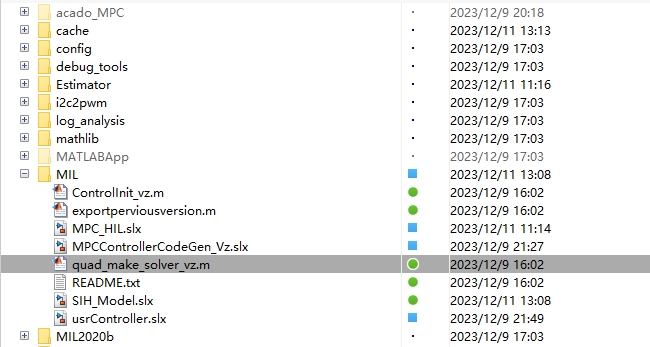 acado_MPC 2023/12/9 20:18
cache 2023/12/11 13:13
config 2023/12/9 17:03
debug_tools 2023/12/9 17:03
Estimator 2023/12/11 11:16
i2c2pwm 2023/12/9 17:03
log_analysis 2023/12/9 17:03
mathlib 2023/12/9 17:03
MATLABApp 2023/12/9 17:03
MIL 2023/12/11 13:08
ControlInit_vz.m 2023/12/9 16:02
exportperviousversion.m 2023/12/9 16:02
MPC_HIL.slx 2023/12/11 11:14
MPCControllerCodeGen_Vz.slx 2023/12/9 21:27
quad_make_solver_vz.m 2023/12/9 16:02
README.txt 2023/12/9 16:02
SIH_Model.slx 2023/12/11 13:08
usrController.slx 2023/12/9 21:49
MIL2020b 2023/12/9 17:03